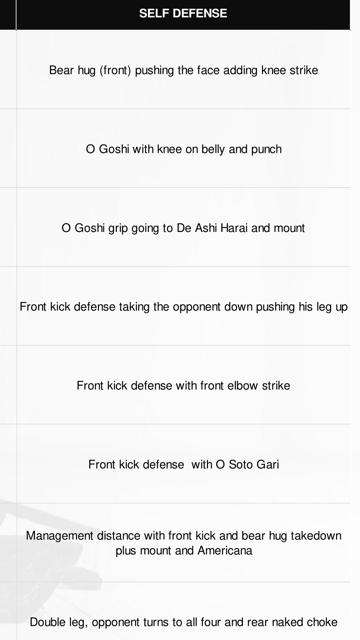 SELF DEFENSE
Bear hug (front) pushing the face adding knee strike
O Goshi with knee on belly and punch
O Goshi grip going to De Ashi Harai and mount
Front kick defense taking the opponent down pushing his leg up
Front kick defense with front elbow strike
Front kick defense  with O Soto Gari
Management distance with front kick and bear hug takedown
plus mount and Americana
Double leg, opponent turns to all four and rear naked choke